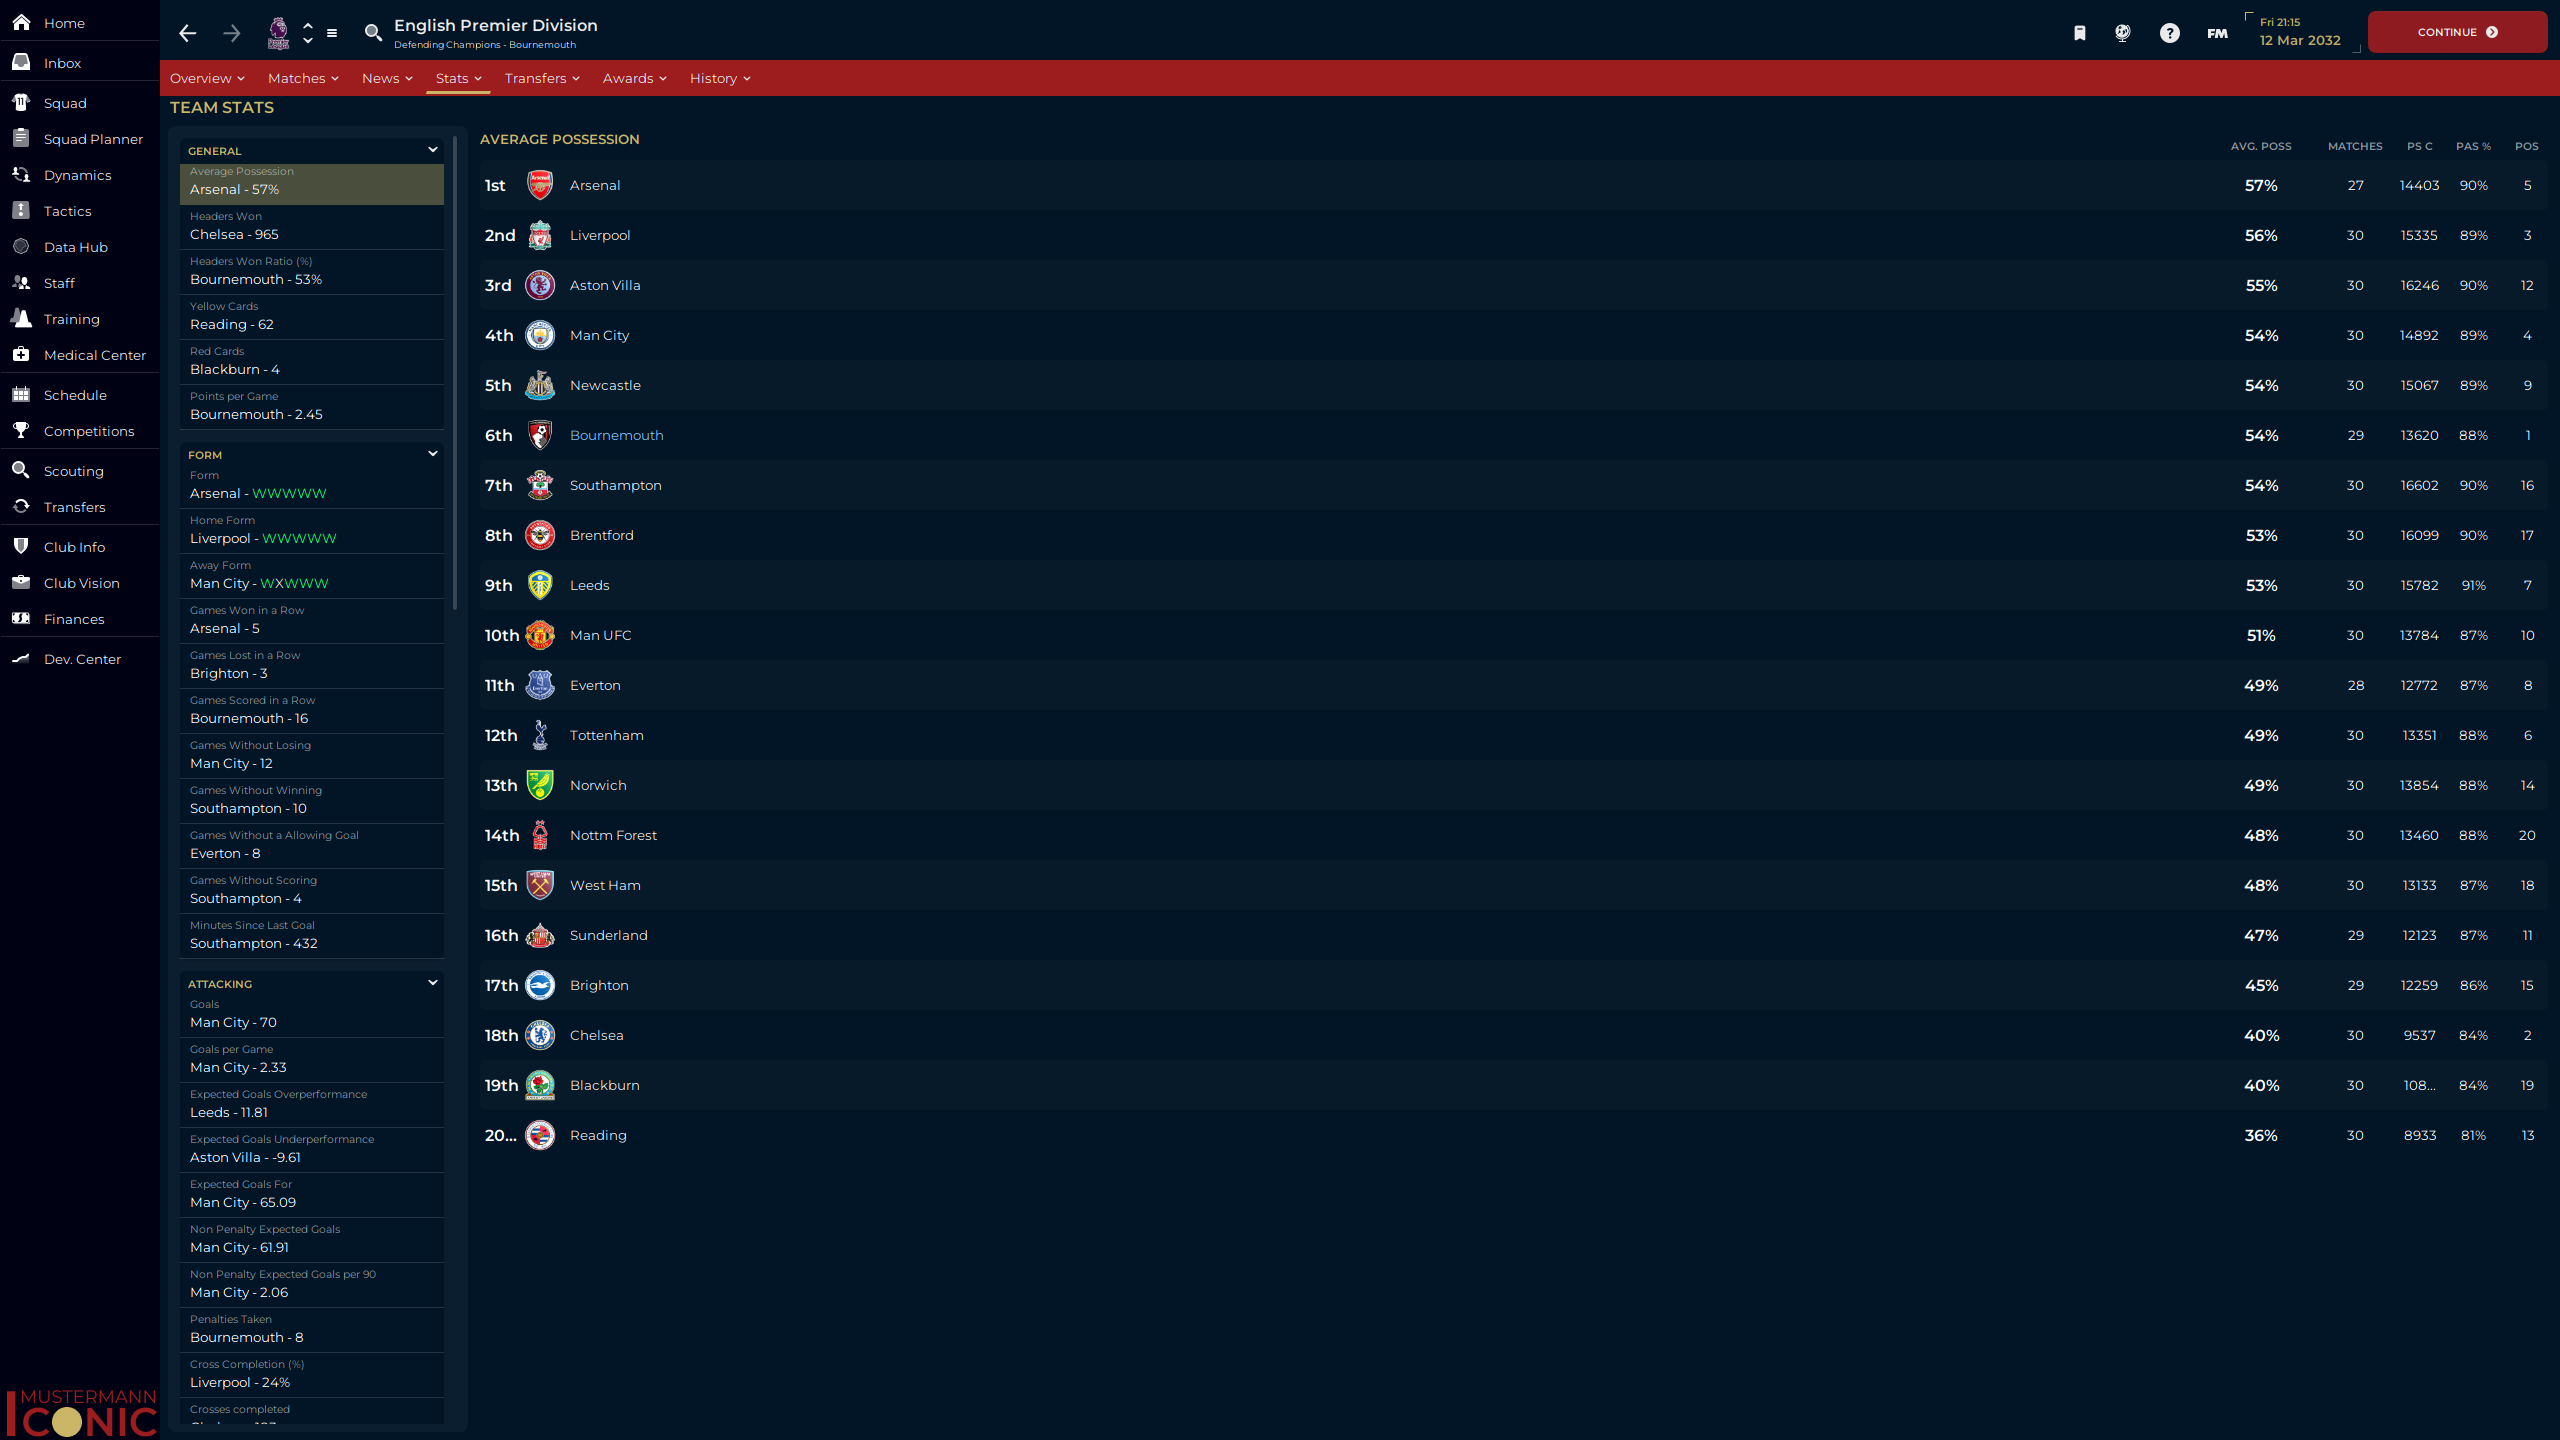 Home
Inbox
Squad
Squad Planner
Dynamics
Tactics
Data Hub
Staff
Training
Medical Center
Schedule
Competitions
Scouting
Transfers
Club Info
Club Vision
Finances
Dev. Center
MUSTERMANN
ICONIC
English Premier Division
Defending Champions - Bournemouth
FM
Fri 21:15
12 Mar 2032
CONTINUE
Overview Matches News Stats Transfers Awards History
TEAM STATS
GENERAL
Average Possession
Arsenal - 57%
Headers Won
Chelsea - 965
Headers Won Ratio (%)
Bournemouth - 53%
Yellow Cards
Reading - 62
Red Cards
Blackburn - 4
Points per Game
Bournemouth - 2.45
FORM
Form
Arsenal - WWWWW
Home Form
Liverpool - WWWWW
Away Form
Man City - WXWWW
Games Won in a Row
Arsenal - 5
Games Lost in a Row
Brighton - 3
Games Scored in a Row
Bournemouth - 16
Games Without Losing
Man City - 12
Games Without Winning
Southampton - 10
Games Without a Allowing Goal
Everton - 8
Games Without Scoring
Southampton - 4
Minutes Since Last Goal
Southampton - 432
ATTACKING
Goals
Man City - 70
Goals per Game
Man City - 2.33
Expected Goals Overperformance
Leeds - 11.81
Expected Goals Underperformance
Aston Villa - -9.61
Expected Goals For
Man City - 65.09
Non Penalty Expected Goals
Man City - 61.91
Non Penalty Expected Goals per 90
Man City - 2.06
Penalties Taken
Bournemouth - 8
Cross Completion (%)
Liverpool - 24%
Crosses completed
AVERAGE POSSESSION AVG. POSS MATCHES PS C PAS % POS
1st Arsenal 57% 27 14403 90% 5
2nd Liverpool 56% 30 15335 89% 3
3rd Aston Villa 55% 30 16246 90% 12
4th Man City 54% 30 14892 89% 4
5th Newcastle 54% 30 15067 89% 9
6th Bournemouth 54% 29 13620 88% 1
7th Southampton 54% 30 16602 90% 16
8th Brentford 53% 30 16099 90% 17
9th Leeds 53% 30 15782 91% 7
10th Man UFC 51% 30 13784 87% 10
11th Everton 49% 28 12772 87% 8
12th Tottenham 49% 30 13351 88% 6
13th Norwich 49% 30 13854 88% 14
14th Nottm Forest 48% 30 13460 88% 20
15th West Ham 48% 30 13133 87% 18
16th Sunderland 47% 29 12123 87% 11
17th Brighton 45% 29 12259 86% 15
18th Chelsea 40% 30 9537 84% 2
19th Blackburn 40% 30 108... 84% 19
20... Reading 36% 30 8933 81% 13